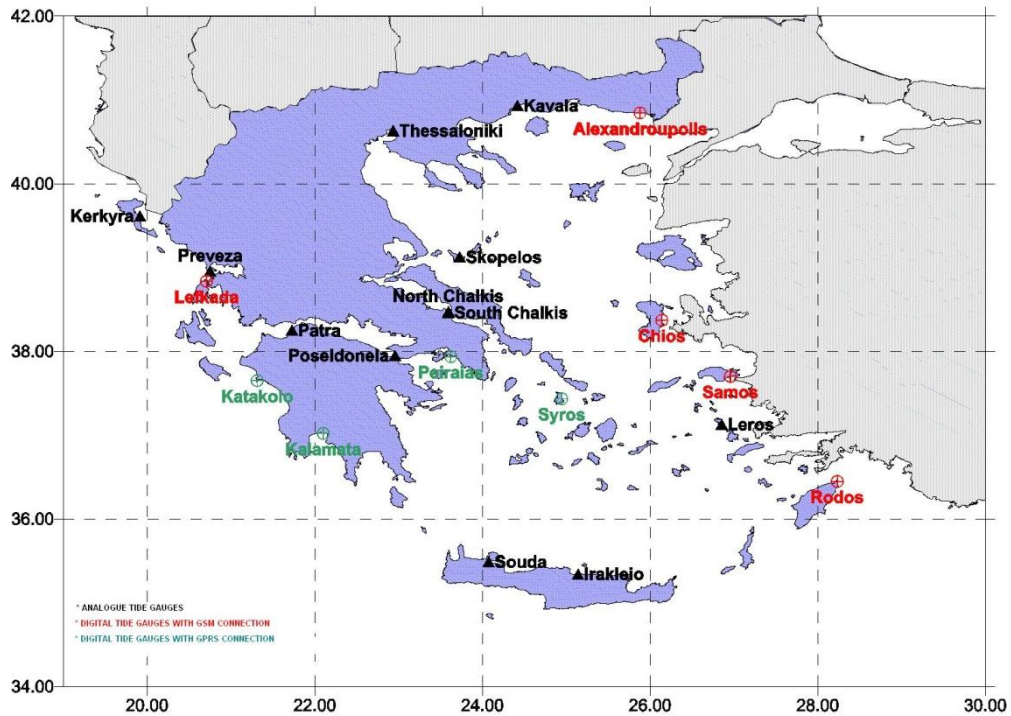 42.00
Kavala
Alexandroupolis
Thessaloniki
40.00
Kerkyra
Preveza
Skopelos
Lefkada
North Chalkis
South Chalkis
Chios
Patra
38.00
Poseidoneia
Peiraias
Katakolo
Samos
Syros
Leros
Kalamata
Rodos
36.00
Souda
Irakleio
* ANALOGUE TIDE GAUGES
* DIGITAL TIDE GAUGES WITH GSM CONNECTION
* DIGITAL TIDE GAUGES WITH GPRS CONNECTION
34.00
20.00 22.00 24.00 26.00 28.00 30.00